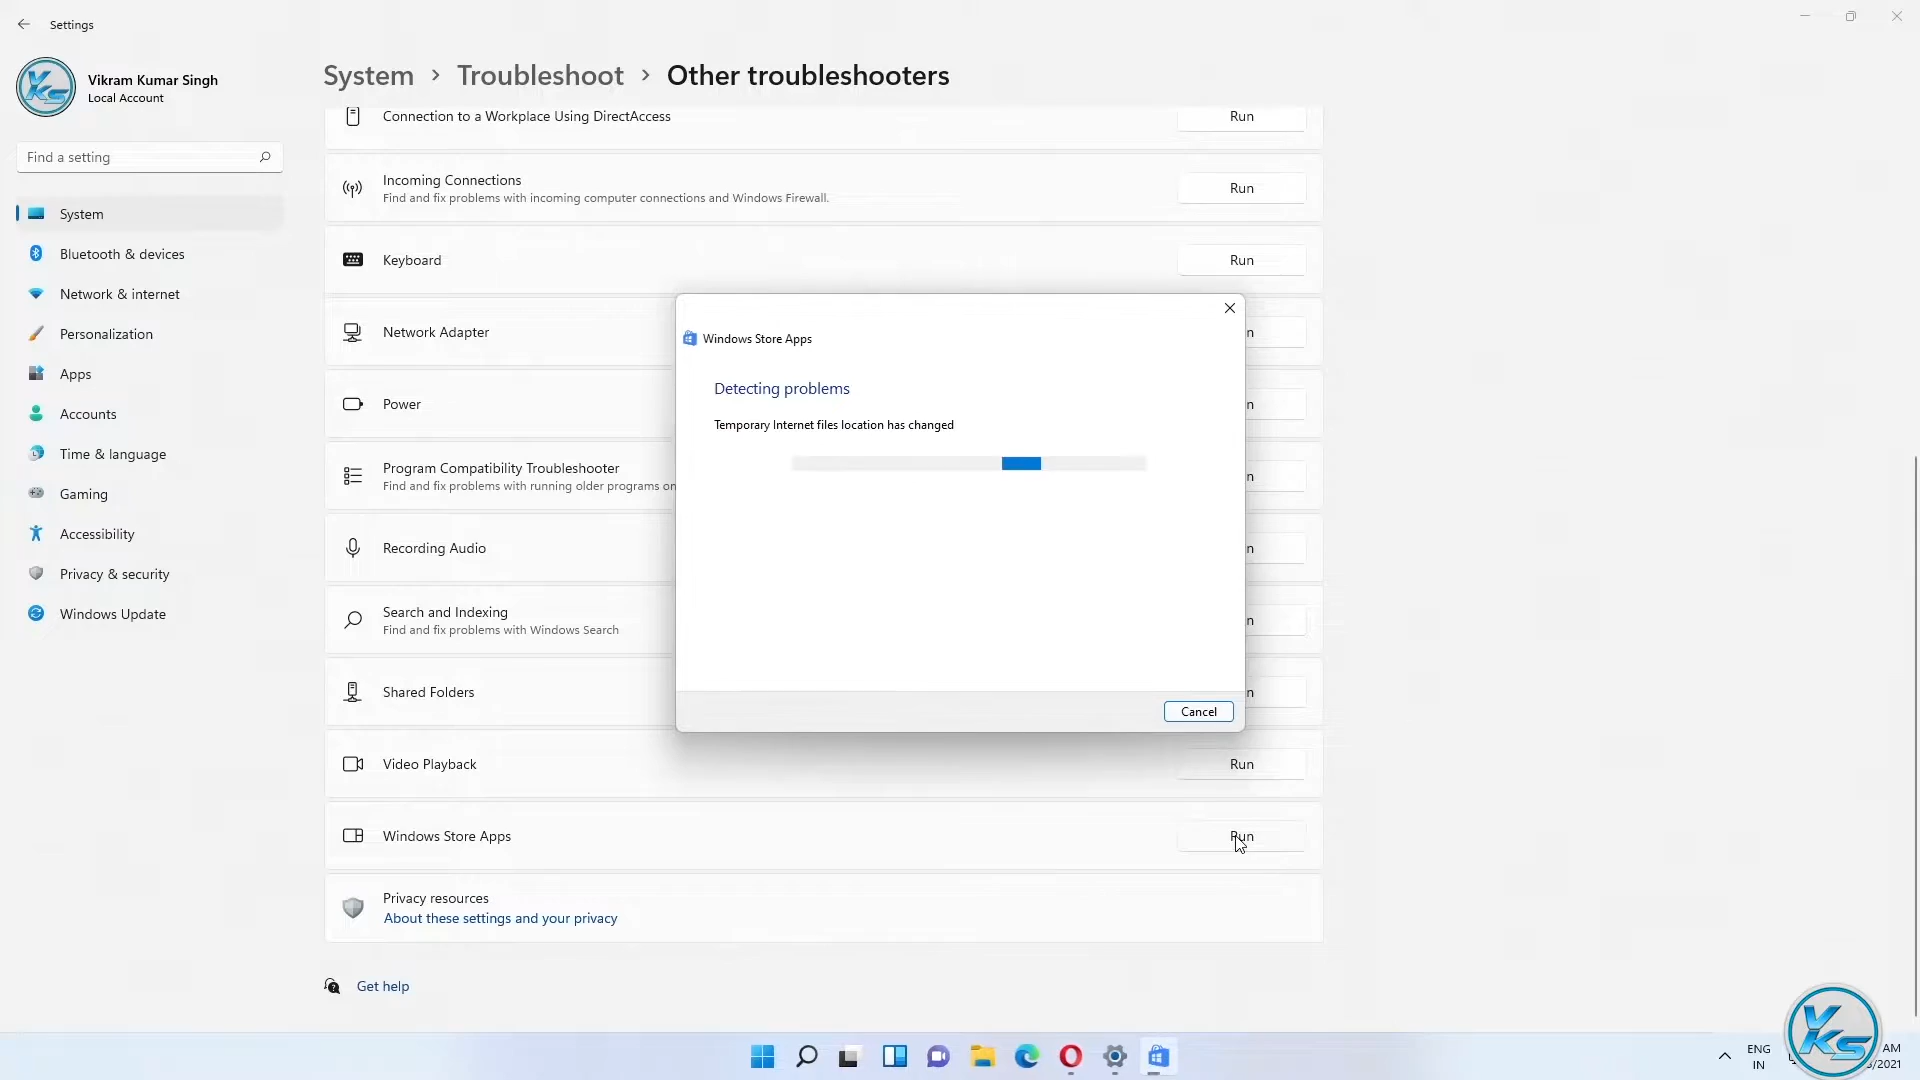 Settings
Vikram Kumar Singh
Local Account
Find a setting
System
Bluetooth & devices
Network & internet
Personalization
Apps
Accounts
Time & language
Gaming
Accessibility
Privacy & security
Windows Update
System > Troubleshoot > Other troubleshooters
Connection to a Workplace Using DirectAccess
Run
Incoming Connections
Find and fix problems with incoming computer connections and Windows Firewall.
Run
Keyboard
Run
Network Adapter
n
Power
n
Program Compatibility Troubleshooter
Find and fix problems with running older programs on
n
Recording Audio
n
Search and Indexing
Find and fix problems with Windows Search
n
Shared Folders
n
Video Playback
Run
Windows Store Apps
Run
Privacy resources
About these settings and your privacy
Get help
Windows Store Apps
Detecting problems
Temporary Internet files location has changed
Cancel
ENG
IN
AM
/2021
VKS
VKS